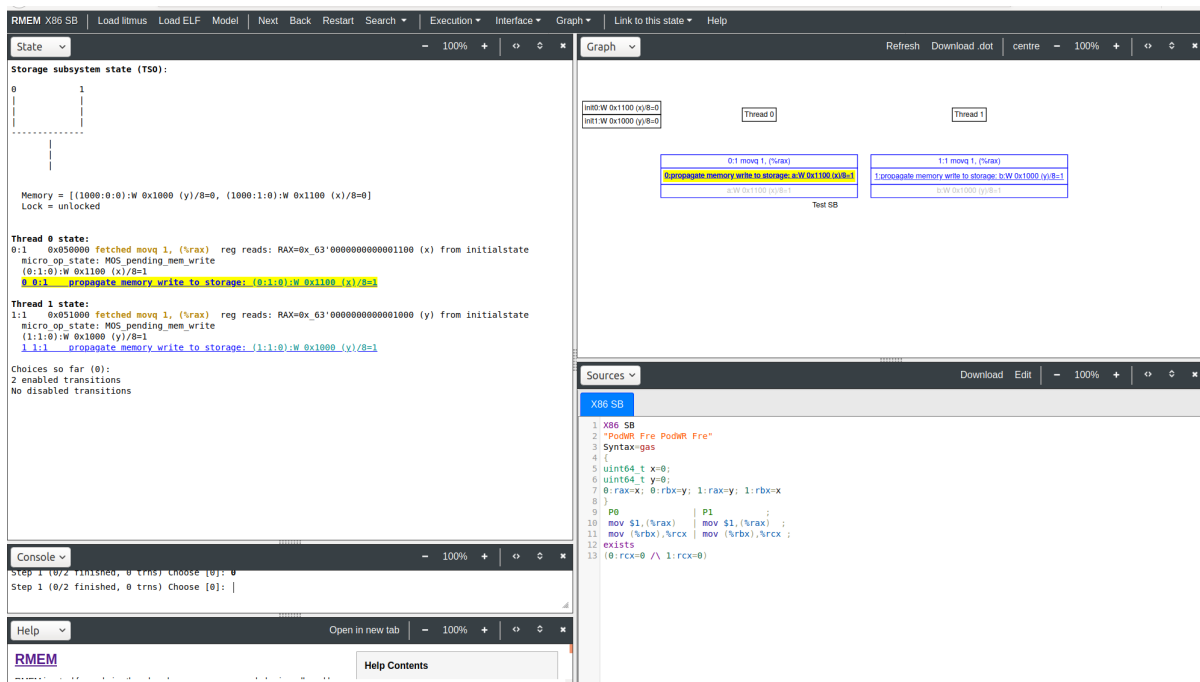 RMEM X86 SB Load litmus Load ELF Model Next Back Restart Search Execution Interface Graph Link to this state Help
State - 100% +
Storage subsystem state (TSO):
0 1
Memory = [(1000:0:0):W 0x1000 (y)/8=0, (1000:1:0):W 0x1100 (x)/8=0]
Lock = unlocked
Thread 0 state:
0:1 0x050000 fetched movq 1, (%rax) reg reads: RAX=0x_63'0000000000001100 (x) from initialstate
micro_op_state: MOS_pending_mem_write
(0:1:0):W 0x1100 (x)/8=1
0 0:1 propagate memory write to storage: (0:1:0):W 0x1100 (x)/8=1
Thread 1 state:
1:1 0x051000 fetched movq 1, (%rax) reg reads: RAX=0x_63'0000000000001000 (y) from initialstate
micro_op_state: MOS_pending_mem_write
(1:1:0):W 0x1000 (y)/8=1
1 1:1 propagate memory write to storage: (1:1:0):W 0x1000 (y)/8=1
Choices so far (0):
2 enabled transitions
No disabled transitions
Console - 100% +
Step 1 (0/2 finished, 0 trns) Choose [0]: 0
Step 1 (0/2 finished, 0 trns) Choose [0]:
Help Open in new tab - 100% +
RMEM
Help Contents
Graph Refresh Download .dot centre - 100% +
init0:W 0x1100 (x)/8=0
init1:W 0x1000 (y)/8=0
Thread 0
Thread 1
0:1 movq 1, (%rax)
0:propagate memory write to storage: a:W 0x1100 (x)/8=1
a:W 0x1100 (x)/8=1
1:1 movq 1, (%rax)
1:propagate memory write to storage: b:W 0x1000 (y)/8=1
b:W 0x1000 (y)/8=1
Test SB
Sources Download Edit - 100% +
X86 SB
1 X86 SB
2 "PodWR Fre PodWR Fre"
3 Syntax=gas
4 {
5 uint64_t x=0;
6 uint64_t y=0;
7 0:rax=x; 0:rbx=y; 1:rax=y; 1:rbx=x
8 }
9 P0 | P1 ;
10 mov $1,(%rax) | mov $1,(%rax) ;
11 mov (%rbx),%rcx | mov (%rbx),%rcx ;
12 exists
13 (0:rcx=0 /\ 1:rcx=0)